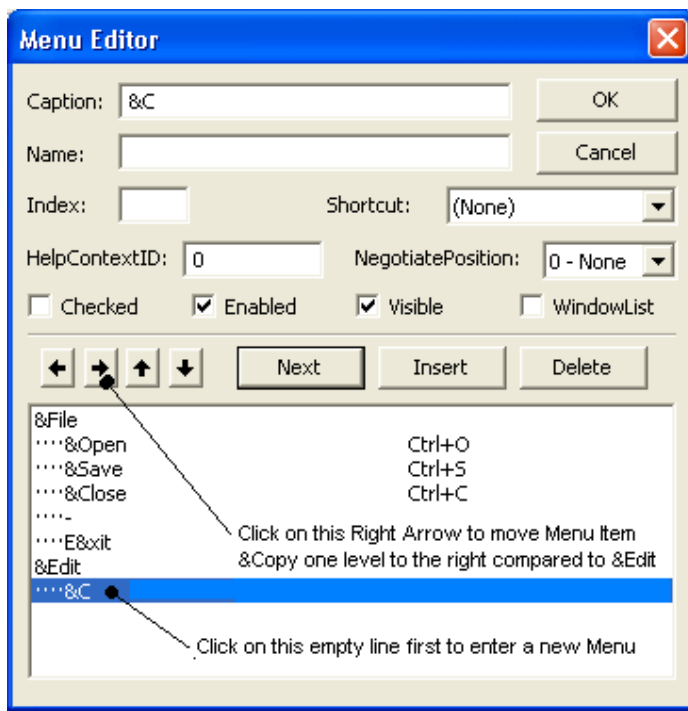 Menu Editor
Caption: &C OK
Name: Cancel
Index: Shortcut: (None)
HelpContextID: 0 NegotiatePosition: 0 - None
Checked Enabled Visible WindowList
Next Insert Delete
&File
····&Open Ctrl+O
····&Save Ctrl+S
····&Close Ctrl+C
····-
····E&xit
Click on this Right Arrow to move Menu Item
&Copy one level to the right compared to &Edit
&Edit
····&C
Click on this empty line first to enter a new Menu